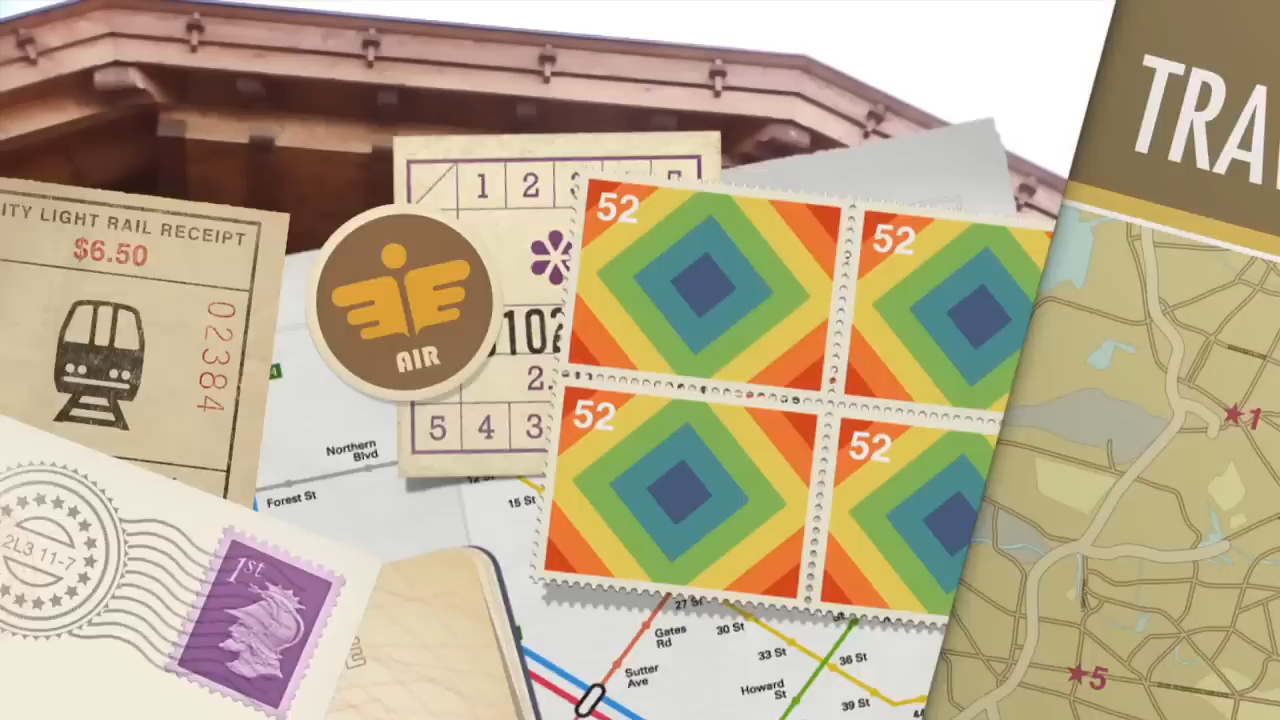 TRA
ITY LIGHT RAIL RECEIPT
$6.50
02384
1 2
AIR
102
2.
5 4 3
52
52
52
52
1
5
Northern
Blvd
Forest St
15 St
27 St
Gates
Rd
Sutter
Ave
30 St
33 St
36 St
Howard
St
39 St
2L3 11-7
1st